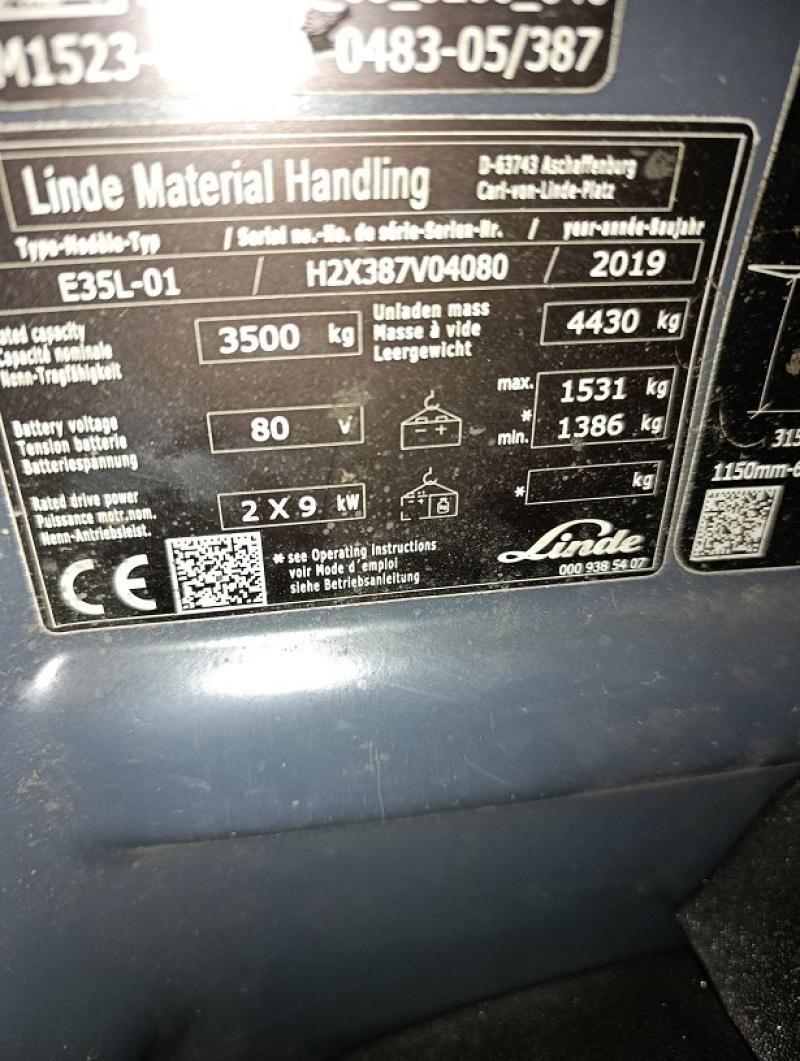 M1523-
-0483-05/387
Linde Material Handling
D-63743 Aschaffenburg
Carl-von-Linde-Platz
Type-Modèle-Typ / Serial no.-No. de série-Serien-Nr. / year-année-Baujahr
E35L-01 / H2X387V04080 / 2019
Rated capacity
Capacité nominale
Nenn-Tragfähigkeit
3500 kg
Unladen mass
Masse à vide
Leergewicht
4430 kg
Battery voltage
Tension batterie
Batteriespannung
80 V
max. 1531 kg
*
min. 1386 kg
Rated drive power
Puissance motr.nom.
Nenn-Antriebsleist.
2 X 9 kW
* kg
CE
* see Operating Instructions
voir Mode d'emploi
siehe Betriebsanleitung
Linde
000 938 54 07
315
1150mm-6